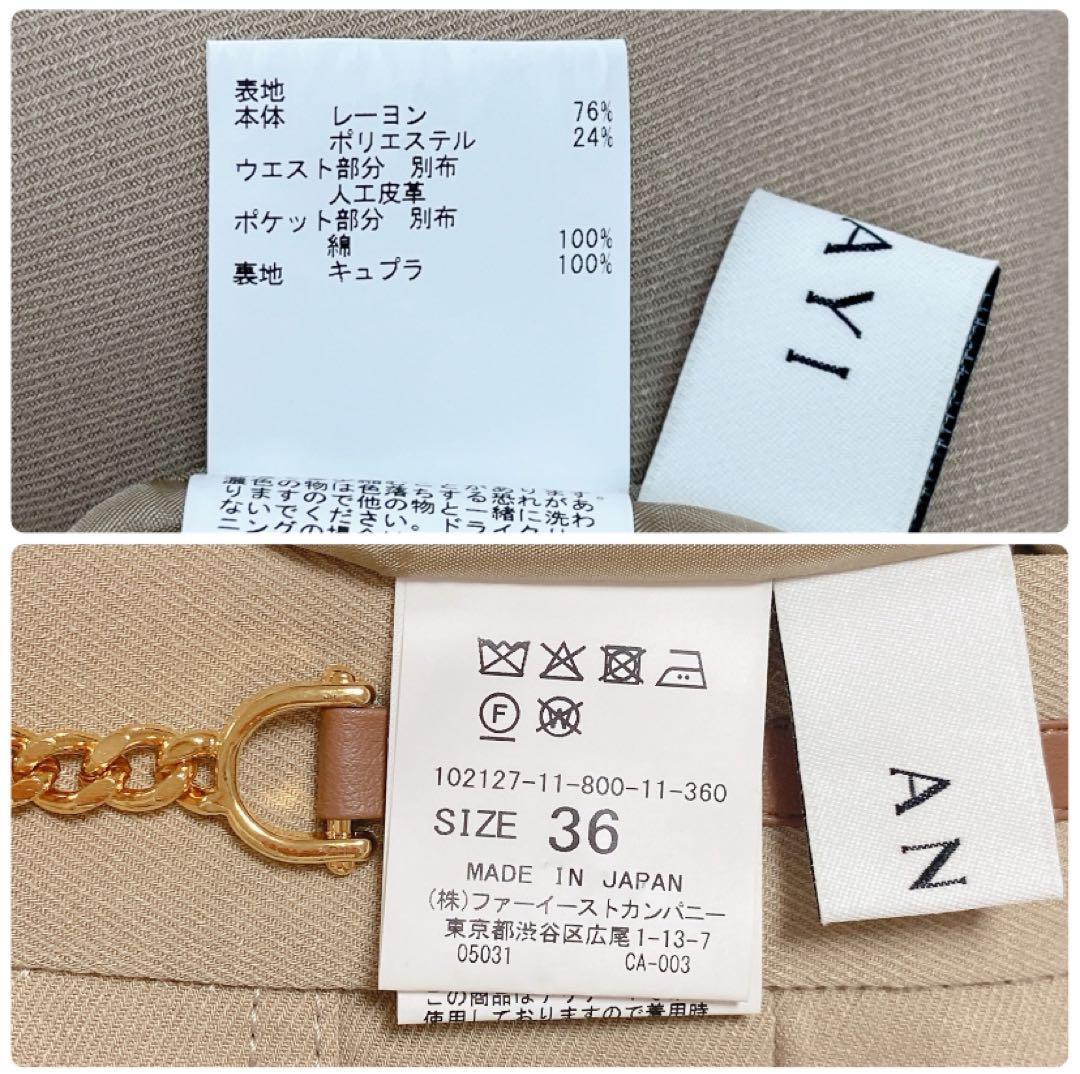 表地
本体 レーヨン 76%
ポリエステル 24%
ウエスト部分 別布
人工皮革
ポケット部分 別布
綿 100%
裏地 キュプラ 100%
AYI
濃色の物は色落ちする恐れがあ
りますので他の物と一緒に洗わ
ないでください。ドライクリ
F
W
102127-11-800-11-360
SIZE 36
MADE IN JAPAN
(株)ファーイーストカンパニー
東京都渋谷区広尾1-13-7
05031 CA-003
この商品は
使用しておりますので着用時
AN